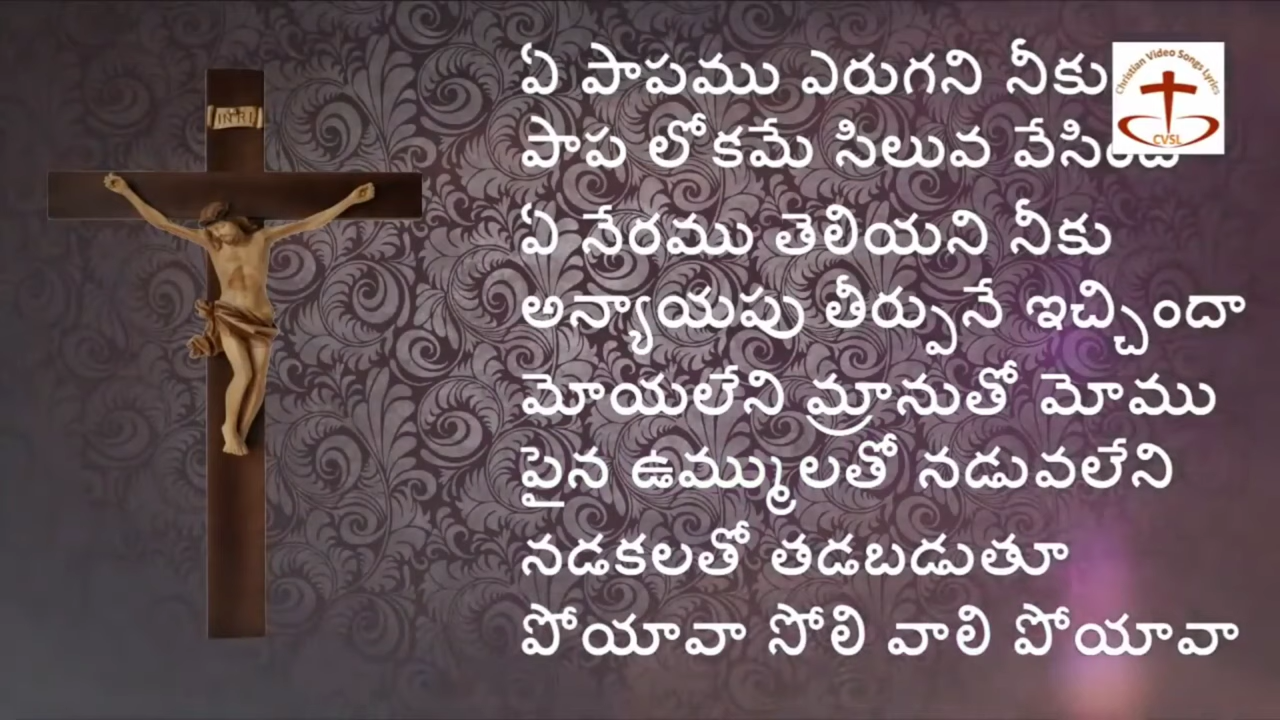 INRI
Christian Video Songs Lyrics
CVSL
ఏ పాపము ఎరుగని నీకు
పాప లోకమే సిలువ
ఏ నేరము తెలియని నీకు
అన్యాయపు తీర్పునే ఇచ్చిందా
మోయలేని మ్రానుతో మోము
పైన ఉమ్ములతో నడువలేని
నడకలతో తడబడుతూ
పోయావా సోలి వాలి పోయావా